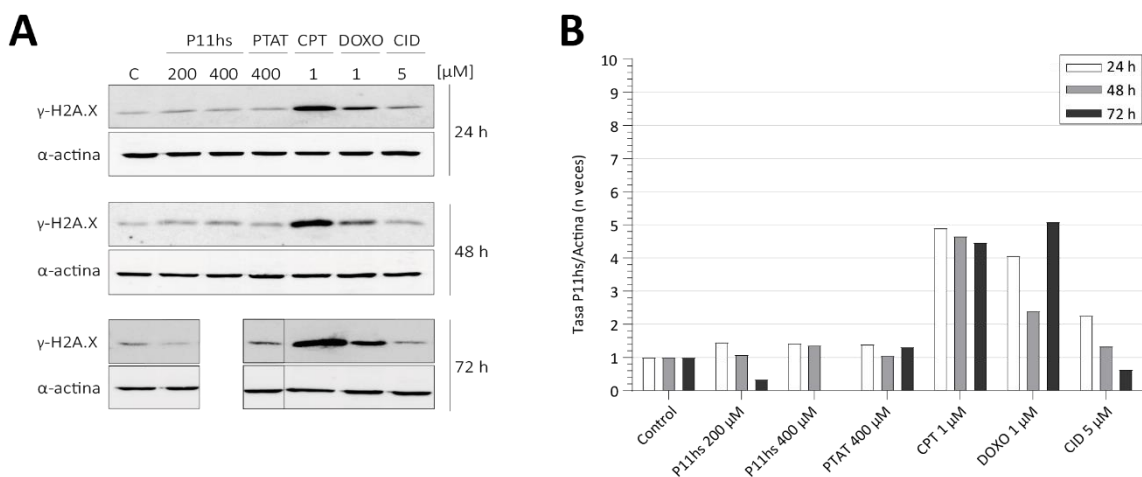 A
P11hs PTAT CPT DOXO CID
C 200 400 400 1 1 5 [µM]
γ-H2A.X
α-actina
24 h
γ-H2A.X
α-actina
48 h
γ-H2A.X
α-actina
72 h
B
Tasa P11hs/Actina (n veces)
10
9
8
7
6
5
4
3
2
1
0
24 h
48 h
72 h
Control
P11hs 200 µM
P11hs 400 µM
PTAT 400 µM
CPT 1 µM
DOXO 1 µM
CID 5 µM